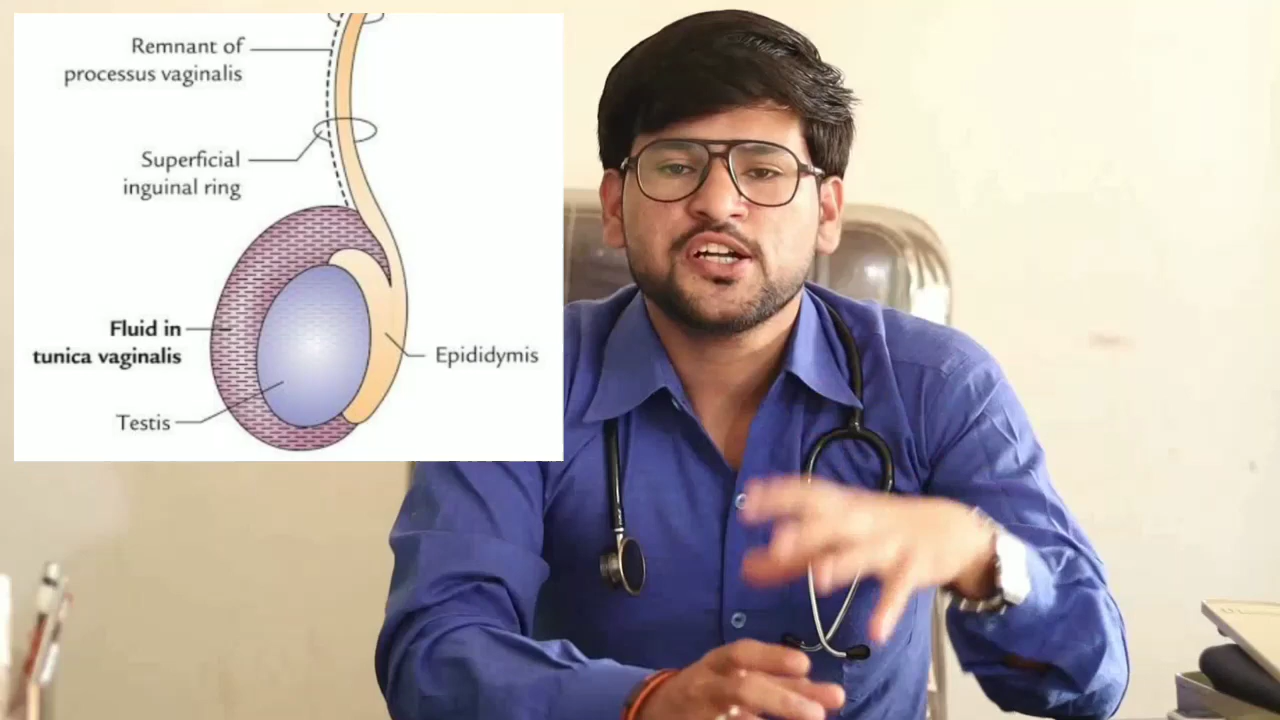 Remnant of
processus vaginalis
Superficial
inguinal ring
Fluid in
tunica vaginalis
Epididymis
Testis